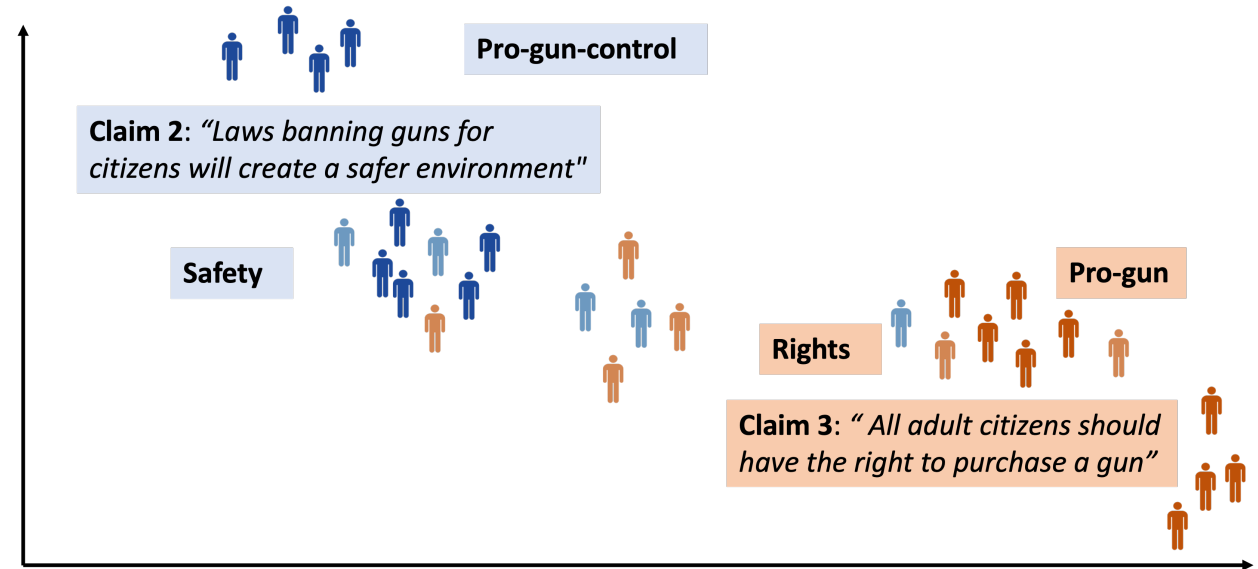 Pro-gun-control
Claim 2: “Laws banning guns for
citizens will create a safer environment"
Safety
Pro-gun
Rights
Claim 3: “ All adult citizens should
have the right to purchase a gun”